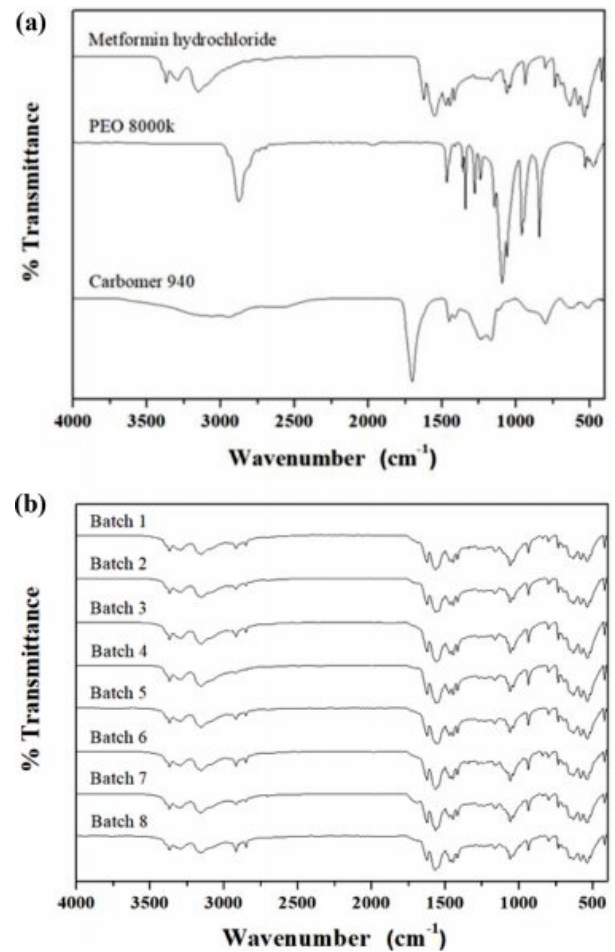 (a)
Metformin hydrochloride
PEO 8000k
Carbomer 940
% Transmittance
4000 3500 3000 2500 2000 1500 1000 500
Wavenumber (cm-1)
(b)
Batch 1
Batch 2
Batch 3
Batch 4
Batch 5
Batch 6
Batch 7
Batch 8
% Transmittance
4000 3500 3000 2500 2000 1500 1000 500
Wavenumber (cm-1)